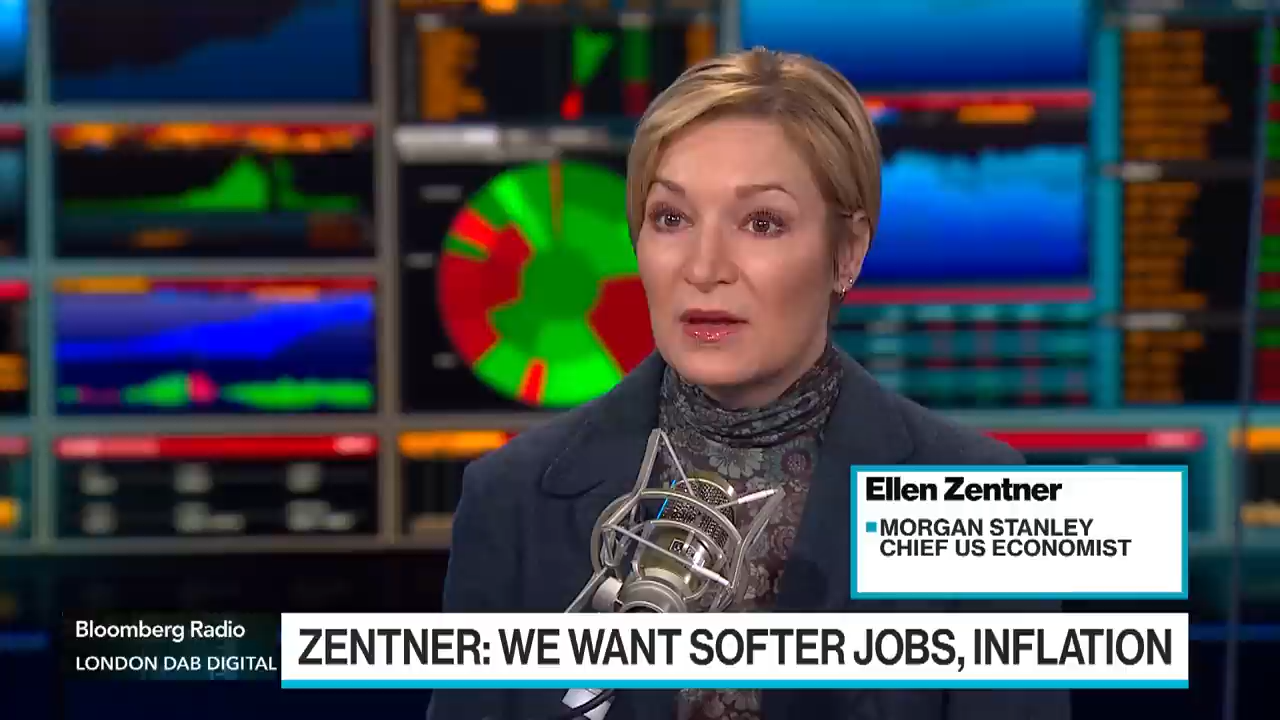 Ellen Zentner
MORGAN STANLEY
CHIEF US ECONOMIST
Bloomberg Radio
LONDON DAB DIGITAL
ZENTNER: WE WANT SOFTER JOBS, INFLATION